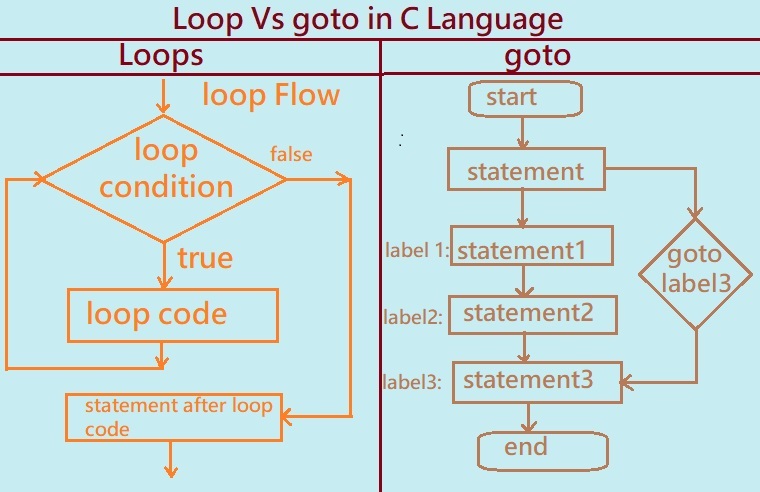 Loop Vs goto in C Language
Loops
loop Flow
loop
condition
false
true
loop code
statement after loop
code
goto
start
statement
label 1:
statement1
goto
label3
label2:
statement2
label3:
statement3
end